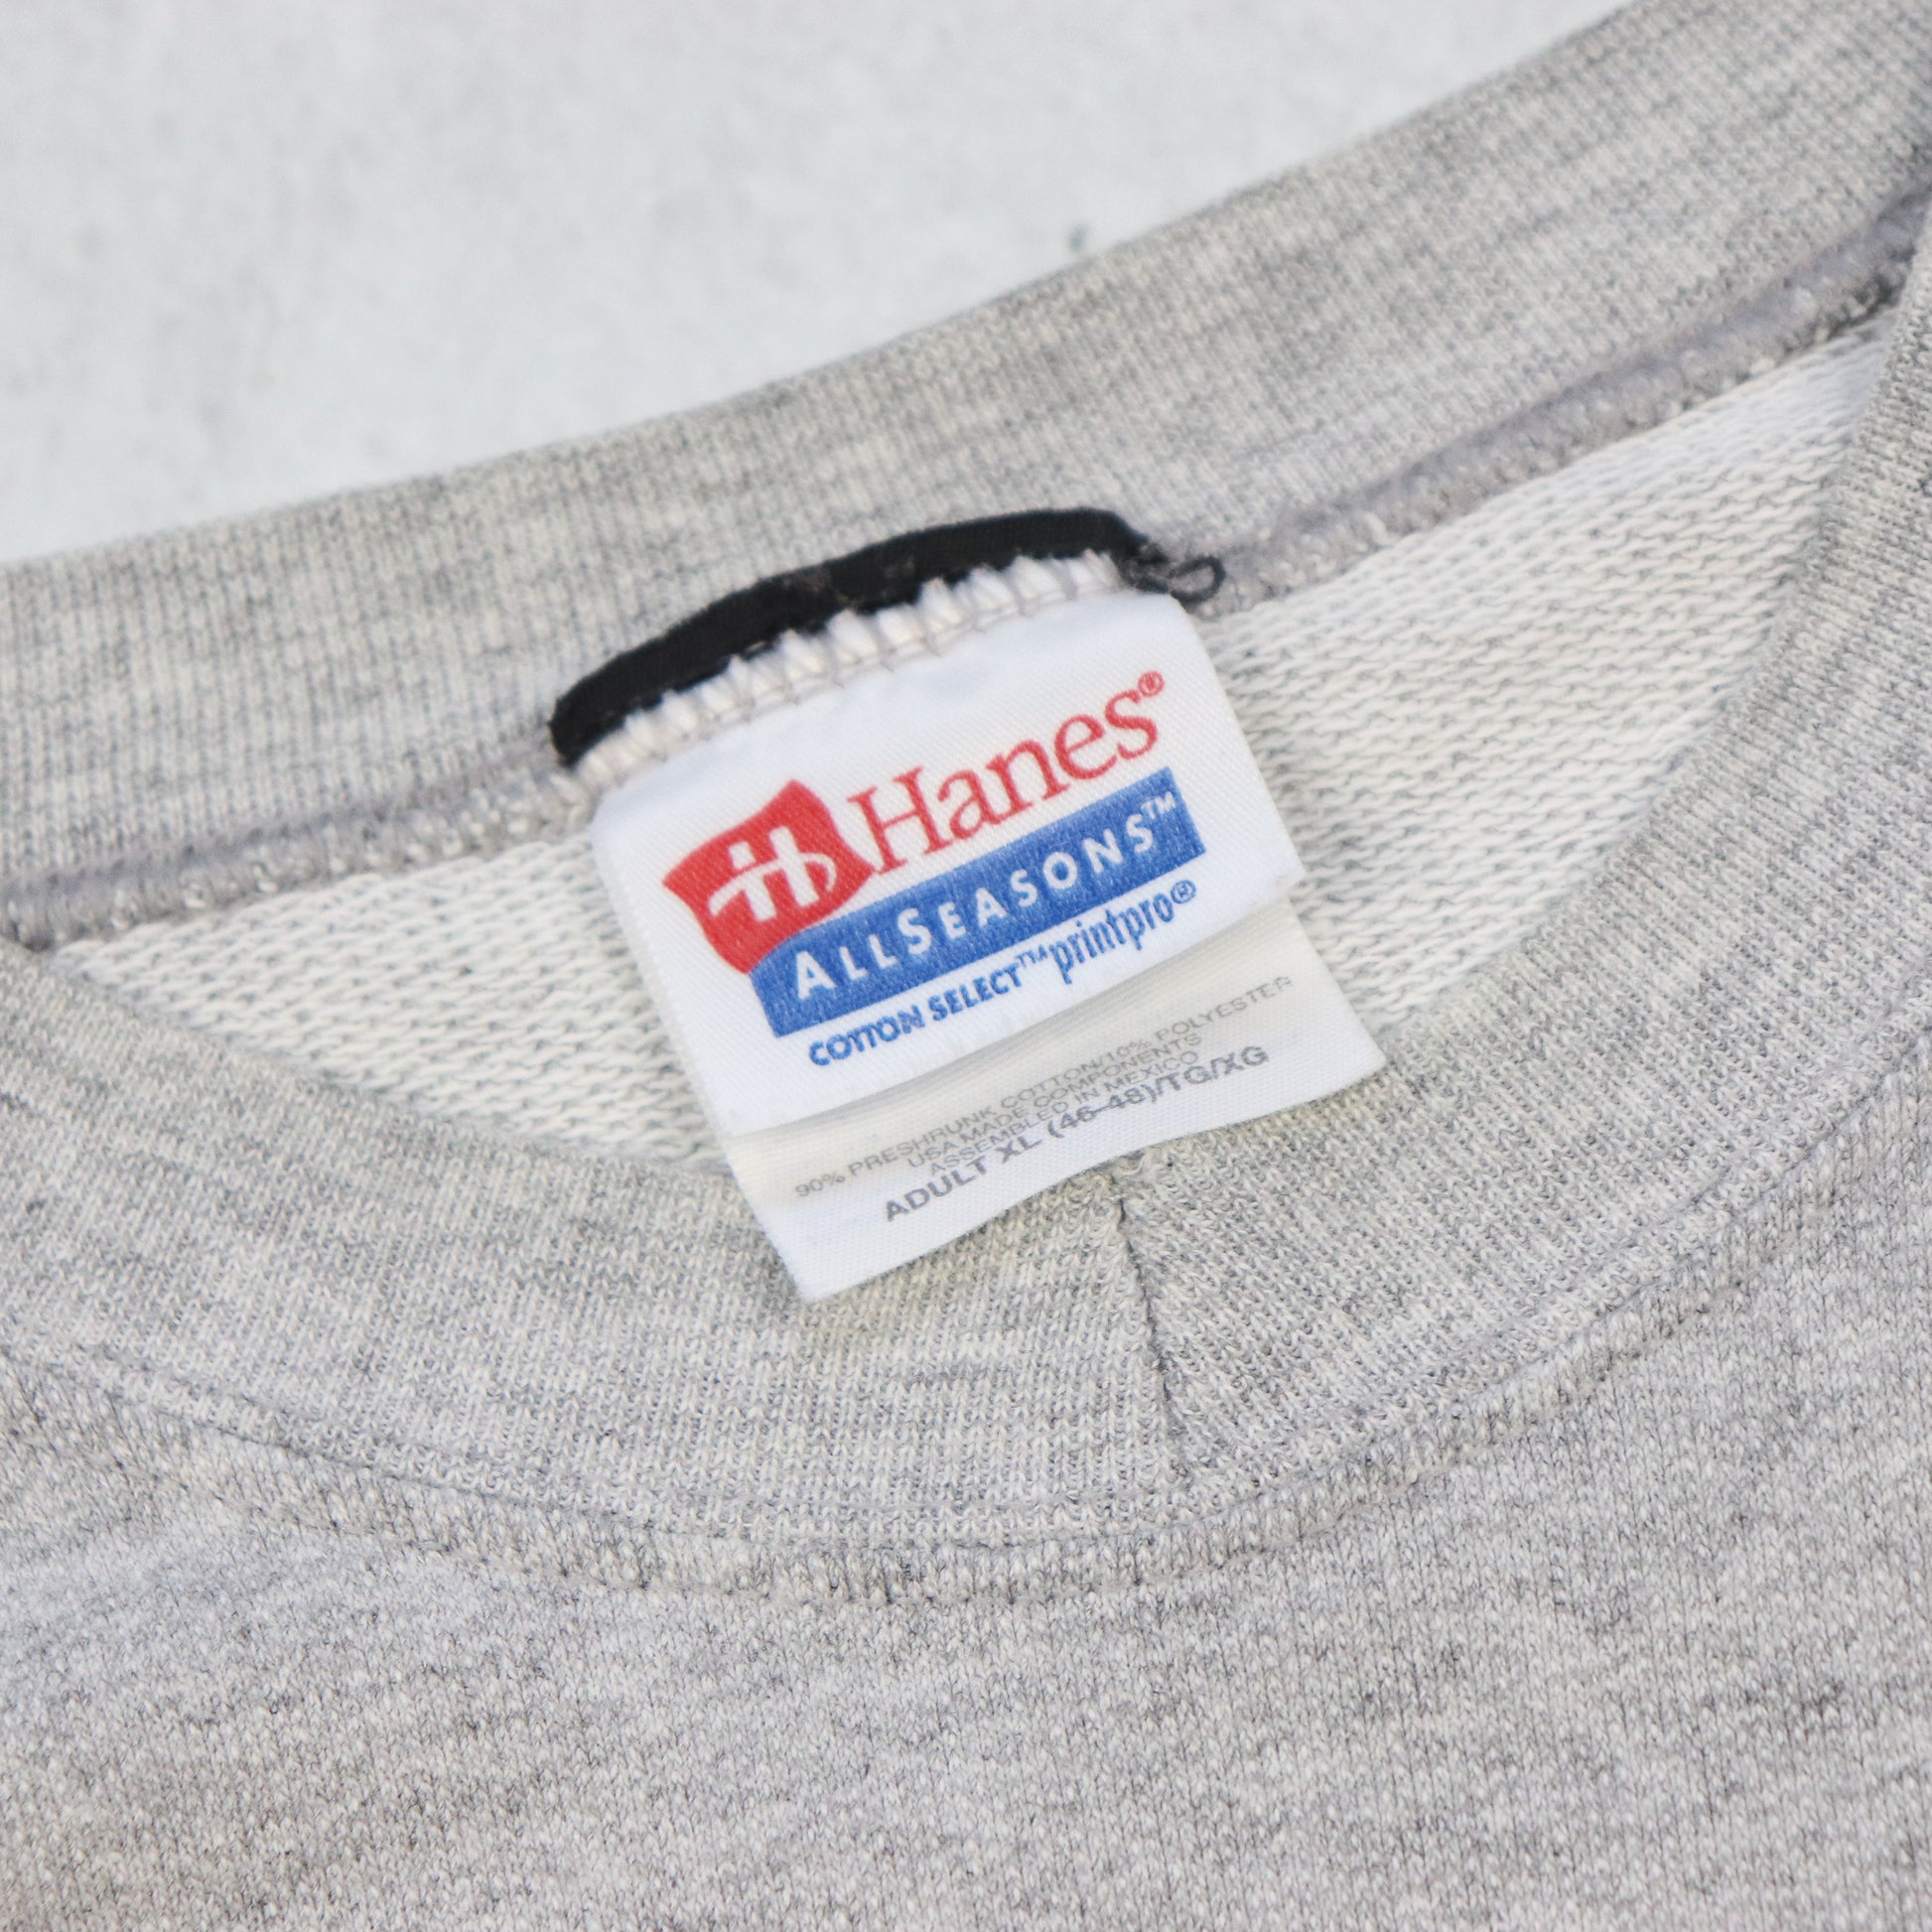 H Hanes®
ALLSEASONS™
COTTON SELECT™ printpro®
90% PRESHRUNK COTTON/10% POLYESTER
USA MADE COMPONENTS
ASSEMBLED IN MEXICO
ADULT XL (46-48)/TG/XG